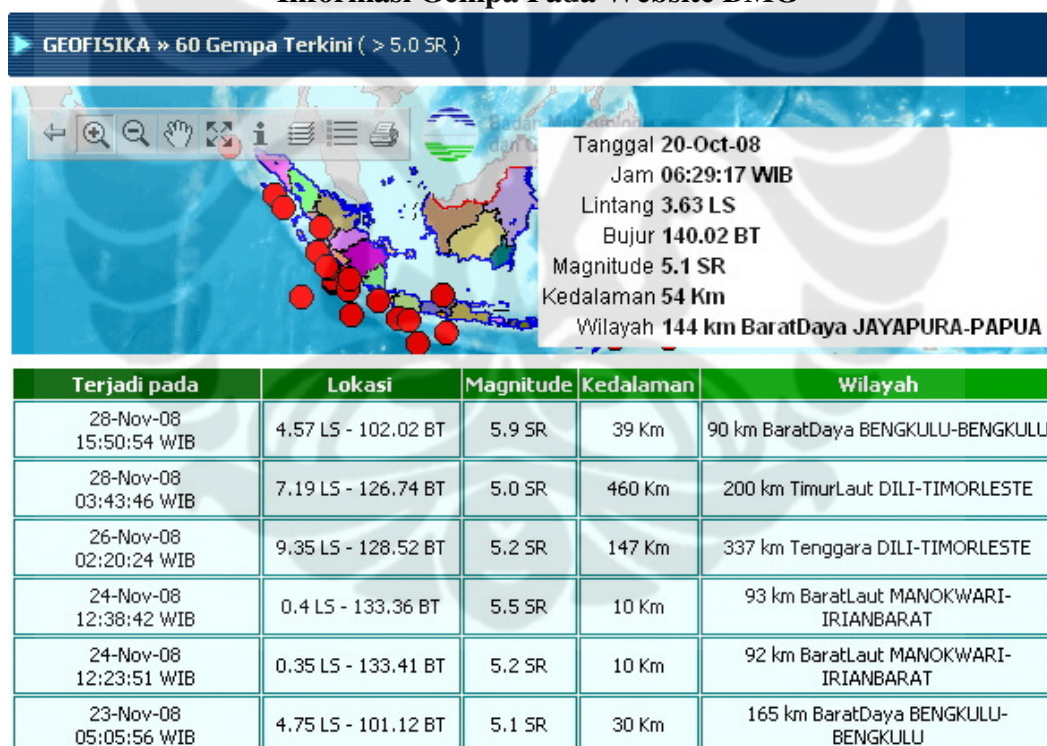 Informasi Gempa Pada Website BMG
GEOFISIKA » 60 Gempa Terkini ( > 5.0 SR )
Badan
dan
Tanggal 20-Oct-08
Jam 06:29:17 WIB
Lintang 3.63 LS
Bujur 140.02 BT
Magnitude 5.1 SR
Kedalaman 54 Km
Wilayah 144 km BaratDaya JAYAPURA-PAPUA
Terjadi pada Lokasi Magnitude Kedalaman Wilayah
28-Nov-08
15:50:54 WIB
4.57 LS - 102.02 BT 5.9 SR 39 Km 90 km BaratDaya BENGKULU-BENGKULU
28-Nov-08
03:43:46 WIB
7.19 LS - 126.74 BT 5.0 SR 460 Km 200 km TimurLaut DILI-TIMORLESTE
26-Nov-08
02:20:24 WIB
9.35 LS - 128.52 BT 5.2 SR 147 Km 337 km Tenggara DILI-TIMORLESTE
24-Nov-08
12:38:42 WIB
0.4 LS - 133.36 BT 5.5 SR 10 Km 93 km BaratLaut MANOKWARI-
IRIANBARAT
24-Nov-08
12:23:51 WIB
0.35 LS - 133.41 BT 5.2 SR 10 Km 92 km BaratLaut MANOKWARI-
IRIANBARAT
23-Nov-08
05:05:56 WIB
4.75 LS - 101.12 BT 5.1 SR 30 Km 165 km BaratDaya BENGKULU-
BENGKULU